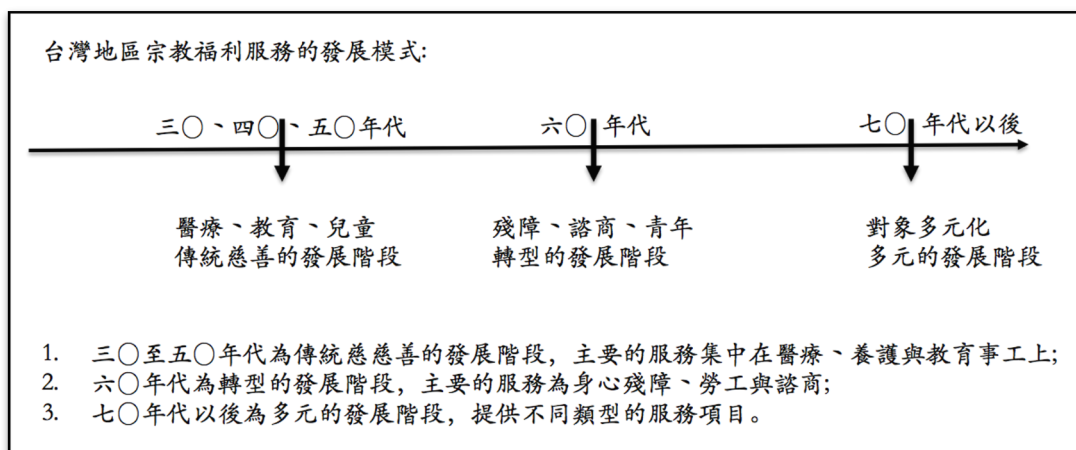 台灣地區宗教福利服務的發展模式:
三〇、四〇、五〇年代
六〇年代
七〇年代以後
醫療、教育、兒童
傳統慈善的發展階段
殘障、諮商、青年
轉型的發展階段
對象多元化
多元的發展階段
1. 三〇至五〇年代為傳統慈慈善的發展階段，主要的服務集中在醫療、養護與教育事工上;
2. 六〇年代為轉型的發展階段，主要的服務為身心殘障、勞工與諮商;
3. 七〇年代以後為多元的發展階段，提供不同類型的服務項目。